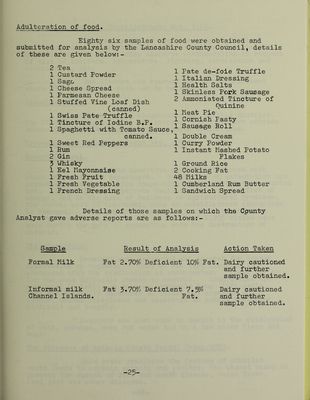 Adulteration of food.
Eighty six samples of food were obtained and
submitted for analysis by the Lancashire County Council, details
of these are given below:-
2 Tea
1 Custard Powder
1 Sago
1 Cheese Spread
1 Parmesan Cheese
1 Stuffed Vine Leaf Dish
(canned)
1 Swiss Pate Truffle
1 Tincture of Iodine B.P.
1 Spaghetti with Tomato Sauce,
canned.
1 Sweet Red Peppers
1 Rum
2 Gin
3 Whisky
1 Kel Mayonnaise
1 Fresh Fruit
1 Fresh Vegetable
1 French Dressing
1 Pate de-foie Truffle
1 Italian Dressing
1 Health Salts
1 Skinless Pork Sausage
2 Ammoniated Tincture of
Quinine
1 Meat Pie
1 Cornish Pasty
1 Sausage Roll
1 Double Cream
1 Curry Powder
1 Instant Mashed Potato
Flakes
1 Ground Rice
2 Cooking Fat
48 Milks
1 Cumberland Rum Butter
1 Sandwich Spread
Details of those samples on which the County
Analyst gave adverse reports are as follows:-
Sample Result of Analysis Action Taken
Formal Milk Fat 2.70% Deficient 10% Fat. Dairy cautioned
and further
sample obtained.
Informal milk Fat 3.70% Deficient 7.5% Dairy cautioned
Channel Islands. Fat. and further
sample obtained.
-25-